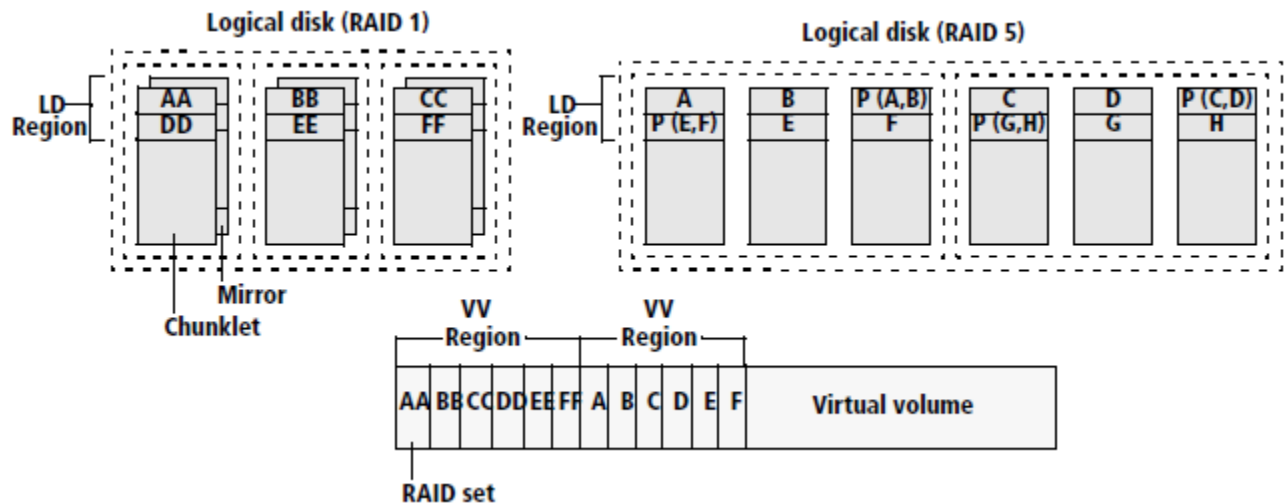 Logical disk (RAID 1)
Logical disk (RAID 5)
LD
Region
AA
BB
CC
DD
EE
FF
LD
Region
A
B
P (A,B)
C
D
P (C,D)
P (E,F)
E
F
P (G,H)
G
H
Mirror
Chunklet
VV
Region
VV
Region
AA BB CC DD EE FF A B C D E F Virtual volume
RAID set